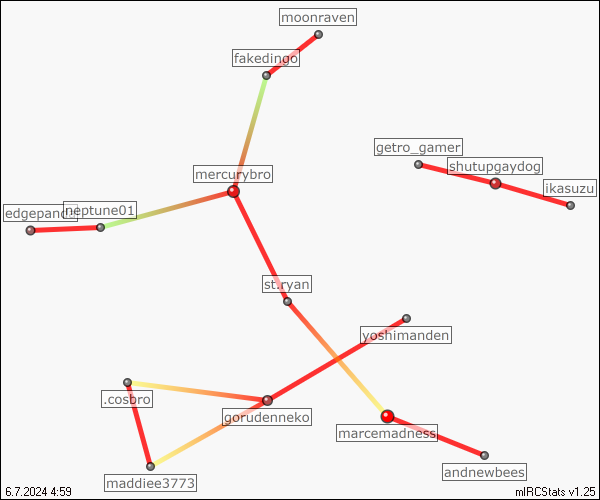 moonraven
fakedingo
getro_gamer
shutupgaydog
mercurybro
ikasuzu
edgepand
neptune01
st.ryan
yoshimanden
.cosbro
gorudenneko
marcemadness
andnewbees
maddiee3773
6.7.2024 4:59
mIRCStats v1.25